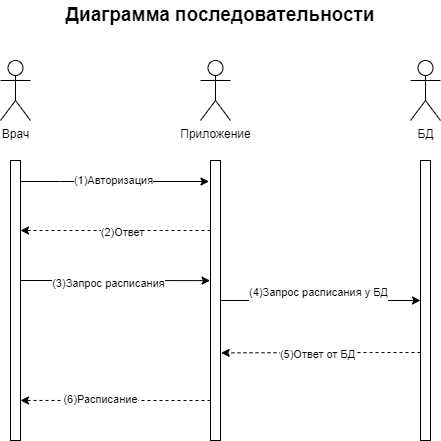 Диаграмма последовательности
Врач
Приложение
БД
(1)Авторизация
(2)Ответ
(3)Запрос расписания
(4)Запрос расписания у БД
(5)Ответ от БД
(6)Расписание